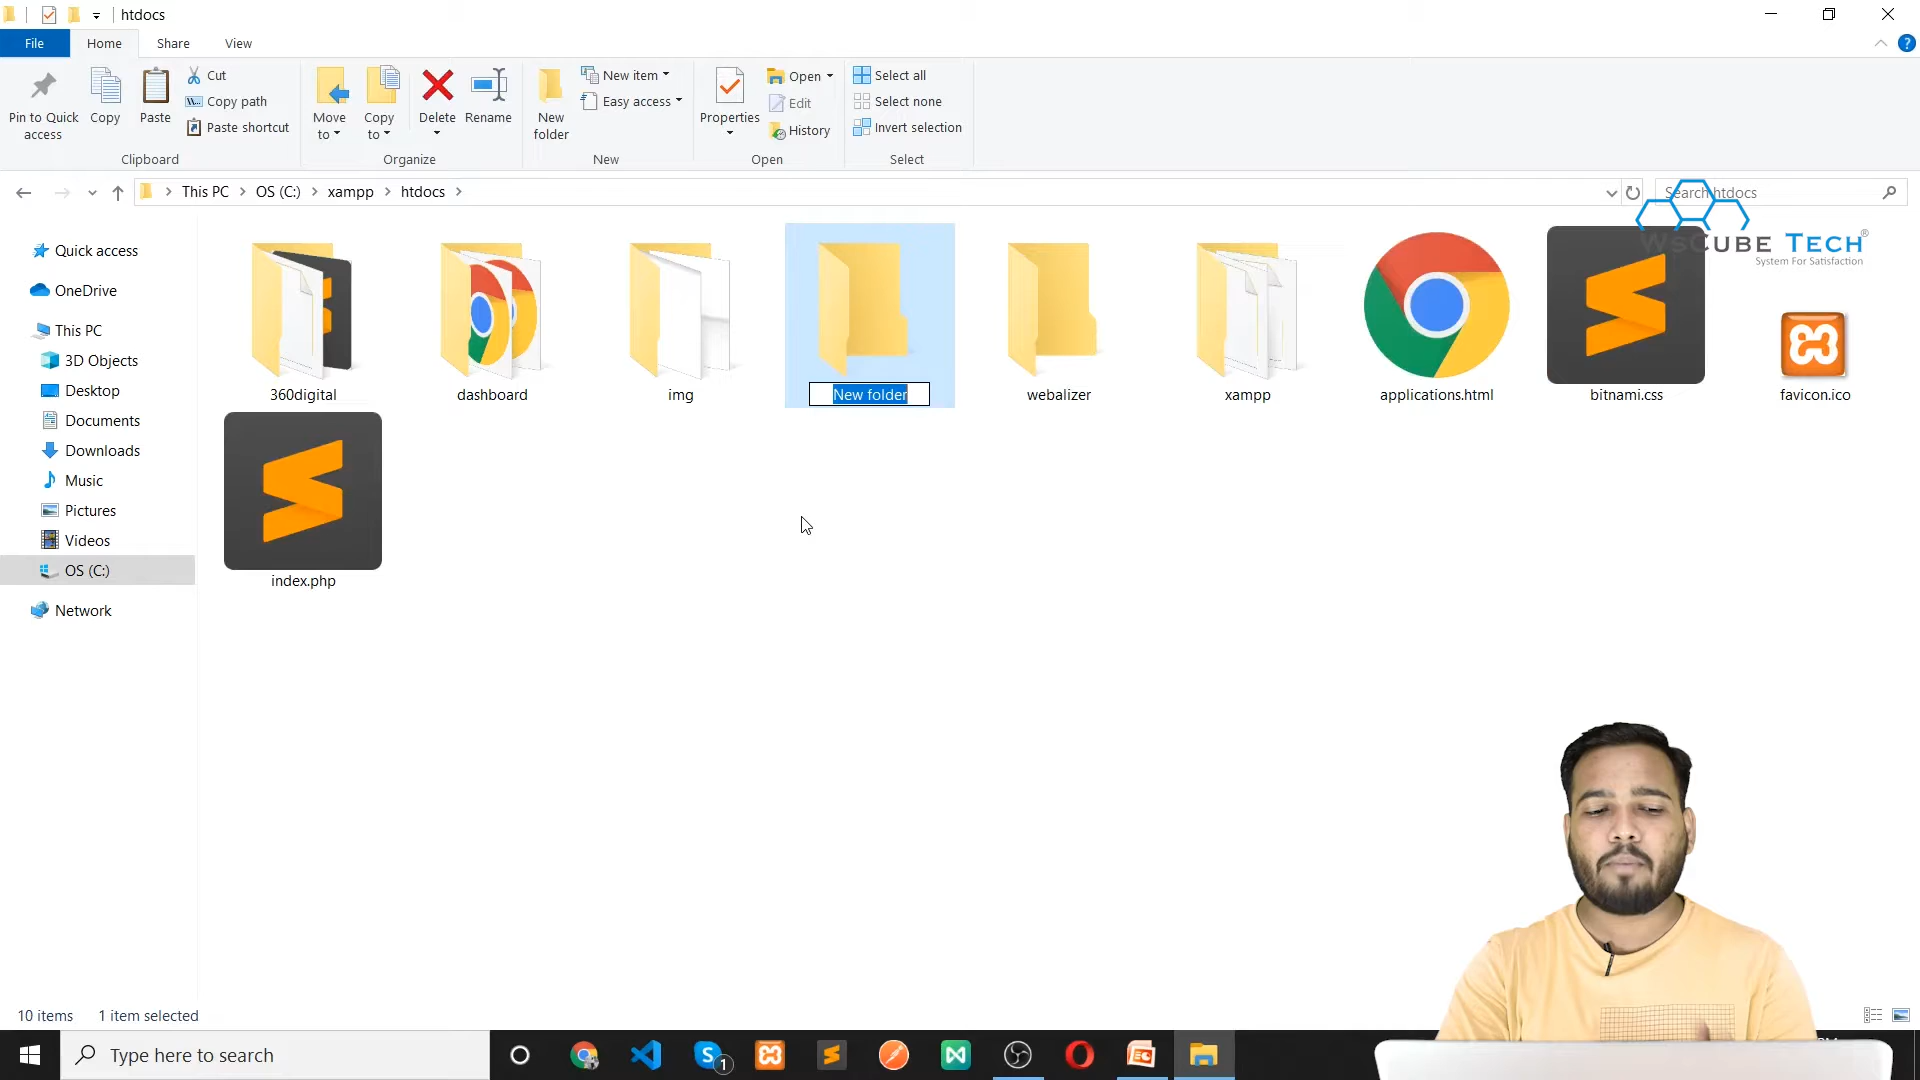 htdocs
File Home Share View
Pin to Quick access
Copy
Paste
Cut
Copy path
Paste shortcut
Clipboard
Move to
Copy to
Delete
Rename
Organize
New folder
New item
Easy access
New
Properties
Open
Edit
History
Open
Select all
Select none
Invert selection
Select
This PC OS (C:) xampp htdocs
Search htdocs
WsCube Tech®
System For Satisfaction
Quick access
OneDrive
This PC
3D Objects
Desktop
Documents
Downloads
Music
Pictures
Videos
OS (C:)
Network
360digital
dashboard
img
New folder
webalizer
xampp
applications.html
bitnami.css
favicon.ico
index.php
10 items 1 item selected
Type here to search
1